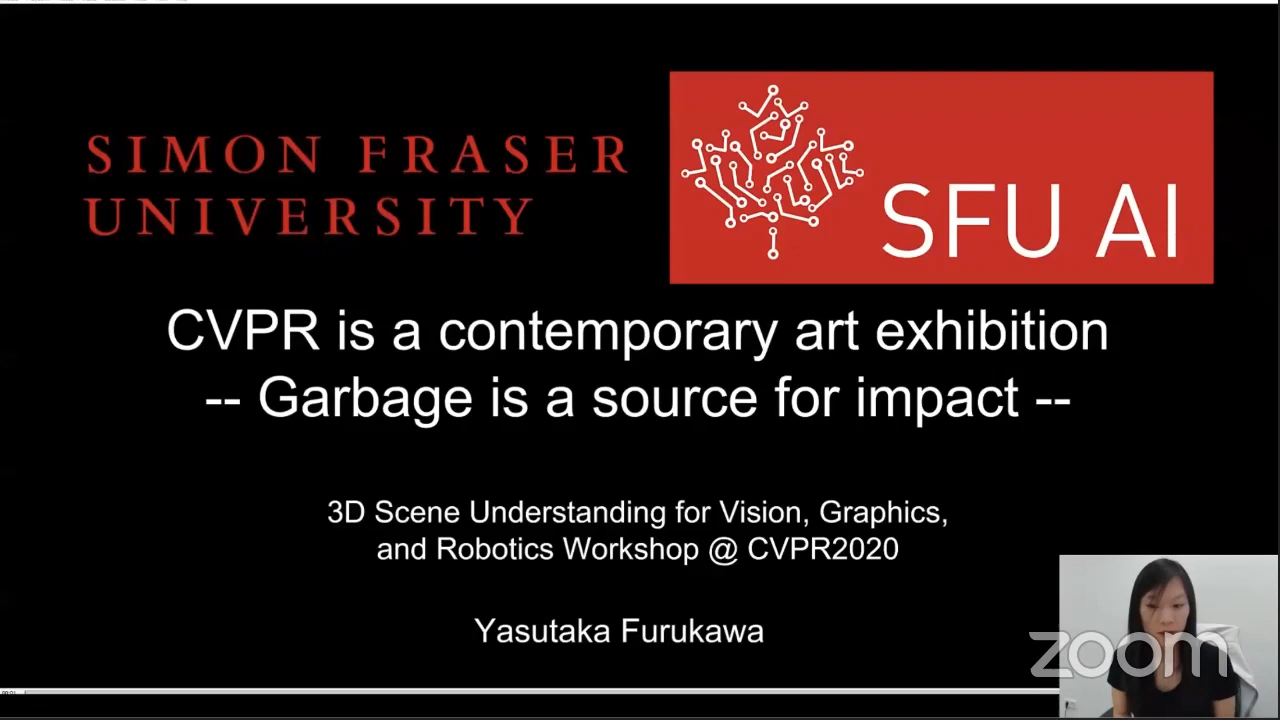 SIMON FRASER
UNIVERSITY
SFU AI
CVPR is a contemporary art exhibition
-- Garbage is a source for impact --
3D Scene Understanding for Vision, Graphics,
and Robotics Workshop @ CVPR2020
Yasutaka Furukawa
zoom